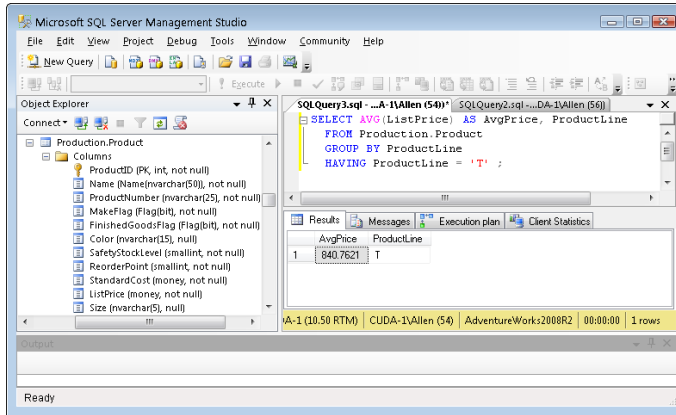 Microsoft SQL Server Management Studio
File Edit View Project Debug Tools Window Community Help
New Query
Execute
Object Explorer
Connect
Production.Product
Columns
ProductID (PK, int, not null)
Name (Name(nvarchar(50)), not null)
ProductNumber (nvarchar(25), not null)
MakeFlag (Flag(bit), not null)
FinishedGoodsFlag (Flag(bit), not null)
Color (nvarchar(15), null)
SafetyStockLevel (smallint, not null)
ReorderPoint (smallint, not null)
StandardCost (money, not null)
ListPrice (money, not null)
Size (nvarchar(5), null)
SQLQuery3.sql - ...A-1\Allen (54))* SQLQuery2.sql -...DA-1\Allen (56))
SELECT AVG(ListPrice) AS AvgPrice, ProductLine
FROM Production.Product
GROUP BY ProductLine
HAVING ProductLine = 'T' ;
Results Messages Execution plan Client Statistics
AvgPrice ProductLine
1 840.7621 T
A-1 (10.50 RTM) CUDA-1\Allen (54) AdventureWorks2008R2 00:00:00 1 rows
Output
Ready